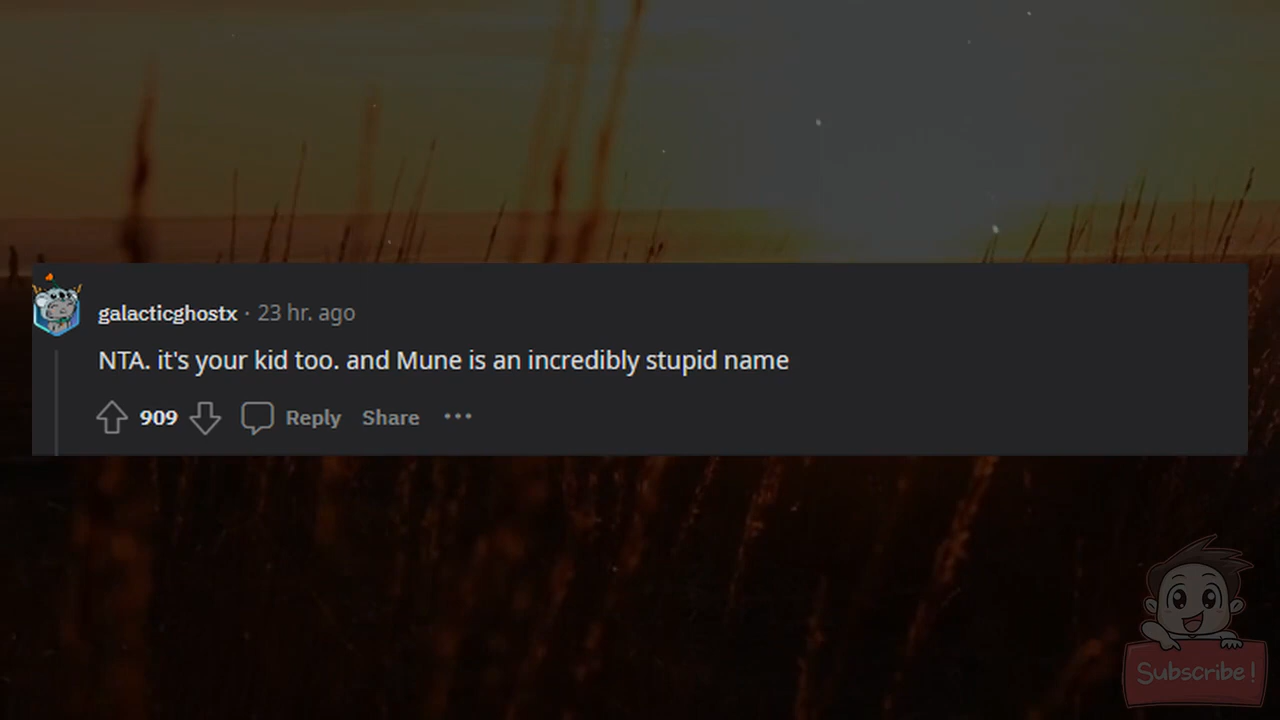 galacticghostx · 23 hr. ago
NTA. it's your kid too. and Mune is an incredibly stupid name
909 Reply Share ···
Subscribe!